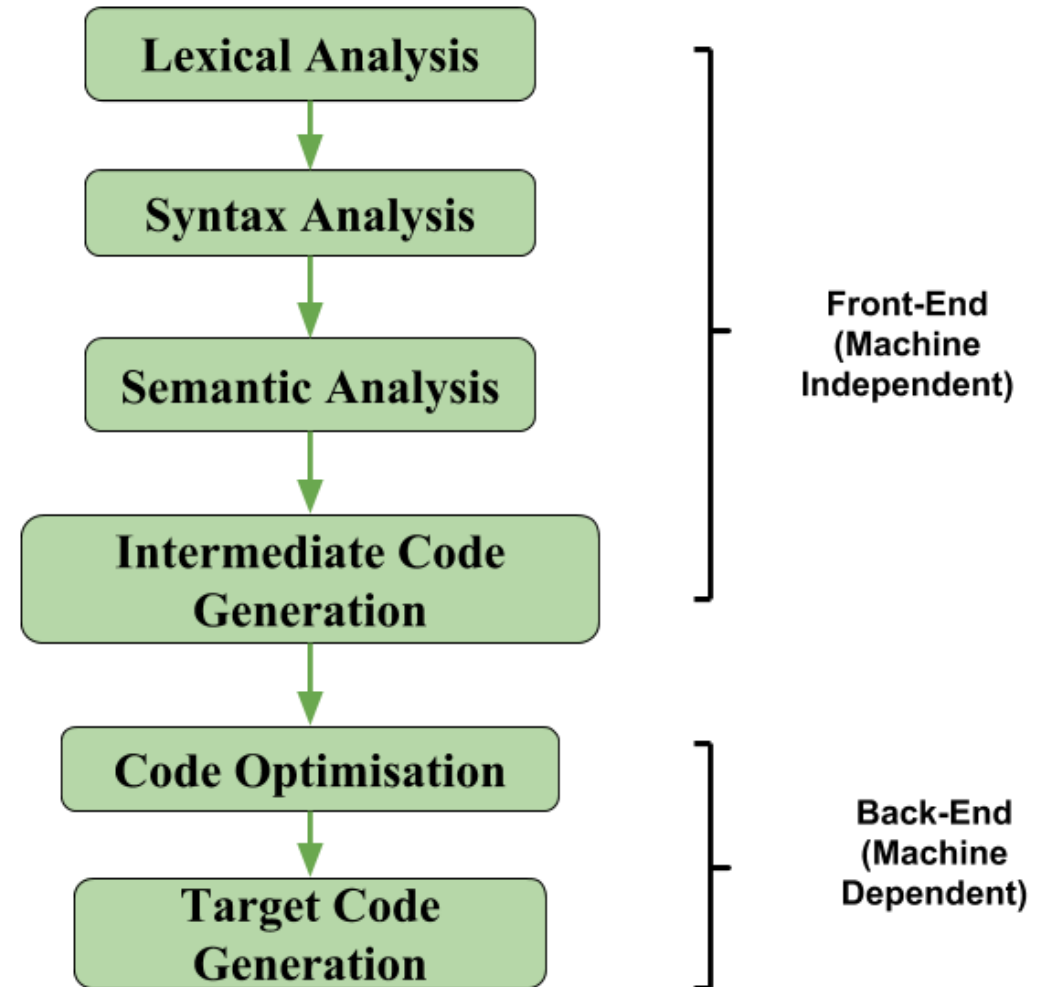 Lexical Analysis
Syntax Analysis
Semantic Analysis
Intermediate Code
Generation
Code Optimisation
Target Code
Generation
Front-End
(Machine
Independent)
Back-End
(Machine
Dependent)